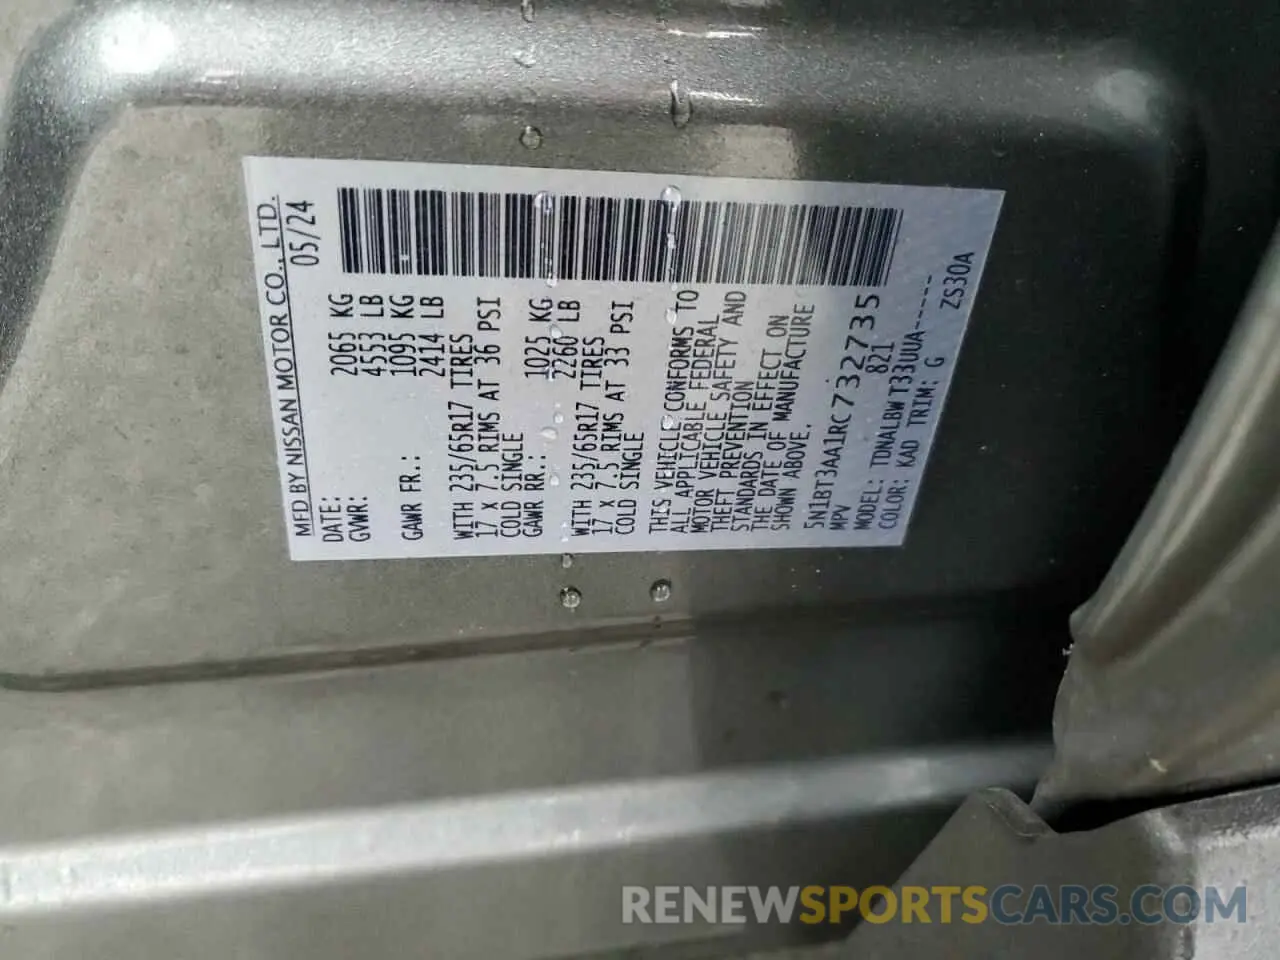 MFD BY NISSAN MOTOR CO., LTD.
DATE: 05/24
GVWR: 2065 KG
4553 LB
GAWR FR.: 1095 KG
2414 LB
WITH 235/65R17 TIRES
17 X 7.5 RIMS AT 36 PSI
COLD SINGLE
GAWR RR.: 1025 KG
2260 LB
WITH 235/65R17 TIRES
17 X 7.5 RIMS AT 33 PSI
COLD SINGLE
THIS VEHICLE CONFORMS TO
ALL APPLICABLE FEDERAL
MOTOR VEHICLE SAFETY AND
THEFT PREVENTION
STANDARDS IN EFFECT ON
THE DATE OF MANUFACTURE
SHOWN ABOVE.
5N1BT3AA1RC732735
MPV 821
MODEL: TDNALBW T33UUA-----
COLOR: KAD TRIM: G ZS30A
RENEWSPORTSCARS.COM